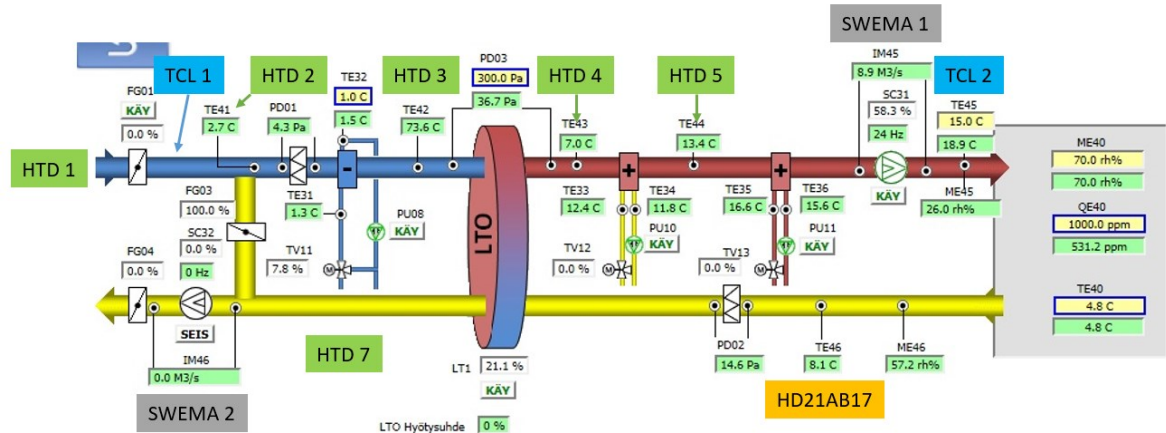 SWEMA 1
IM45
8.9 M3/s
TCL 1
HTD 2
TE32
1.0 C
1.5 C
HTD 3
PD03
300.0 Pa
36.7 Pa
HTD 4
HTD 5
TCL 2
FG01
KÄY
0.0 %
TE41
2.7 C
PD01
4.3 Pa
TE42
73.6 C
TE43
7.0 C
TE44
13.4 C
SC31
58.3 %
24 Hz
KÄY
TE45
15.0 C
18.9 C
ME40
70.0 rh%
70.0 rh%
HTD 1
-
+
+
FG03
100.0 %
TE31
1.3 C
PU08
KÄY
LTO
TE33
12.4 C
TE34
11.8 C
PU10
KÄY
TE35
16.6 C
TE36
15.6 C
PU11
KÄY
ME45
26.0 rh%
QE40
1000.0 ppm
531.2 ppm
FG04
0.0 %
SC32
0.0 %
0 Hz
TV11
7.8 %
M
TV12
0.0 %
M
TV13
0.0 %
M
TE40
4.8 C
4.8 C
SEIS
IM46
0.0 M3/s
HTD 7
LT1
21.1 %
KÄY
PD02
14.6 Pa
TE46
8.1 C
ME46
57.2 rh%
SWEMA 2
HD21AB17
LTO Hyötysuhde
0 %